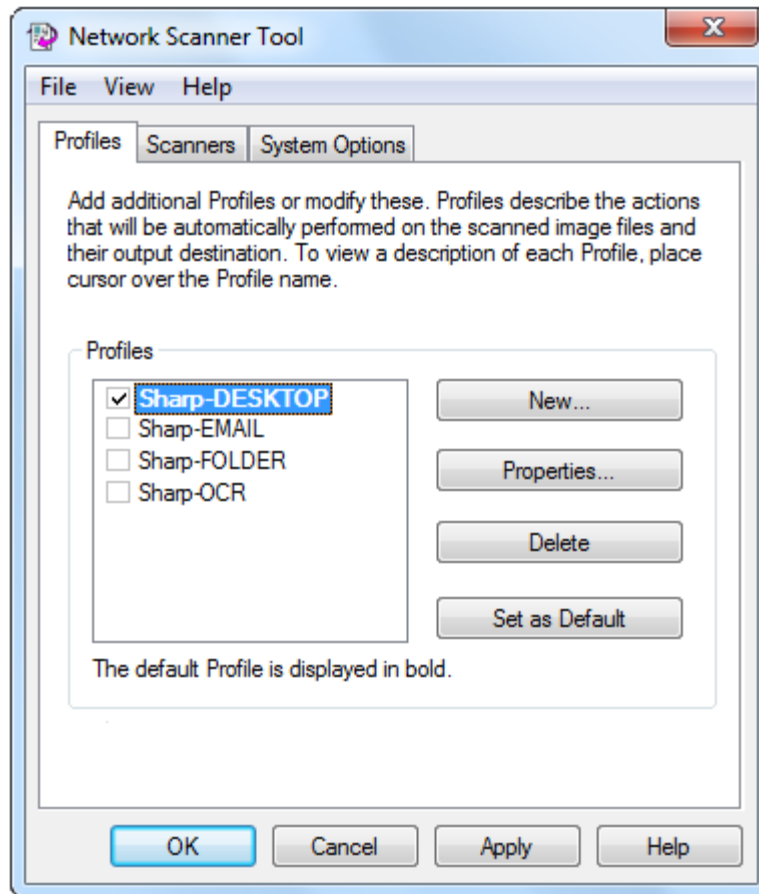 Network Scanner Tool
File View Help
Profiles Scanners System Options
Add additional Profiles or modify these. Profiles describe the actions
that will be automatically performed on the scanned image files and
their output destination. To view a description of each Profile, place
cursor over the Profile name.
Profiles
Sharp-DESKTOP
Sharp-EMAIL
Sharp-FOLDER
Sharp-OCR
New...
Properties...
Delete
Set as Default
The default Profile is displayed in bold.
OK Cancel Apply Help